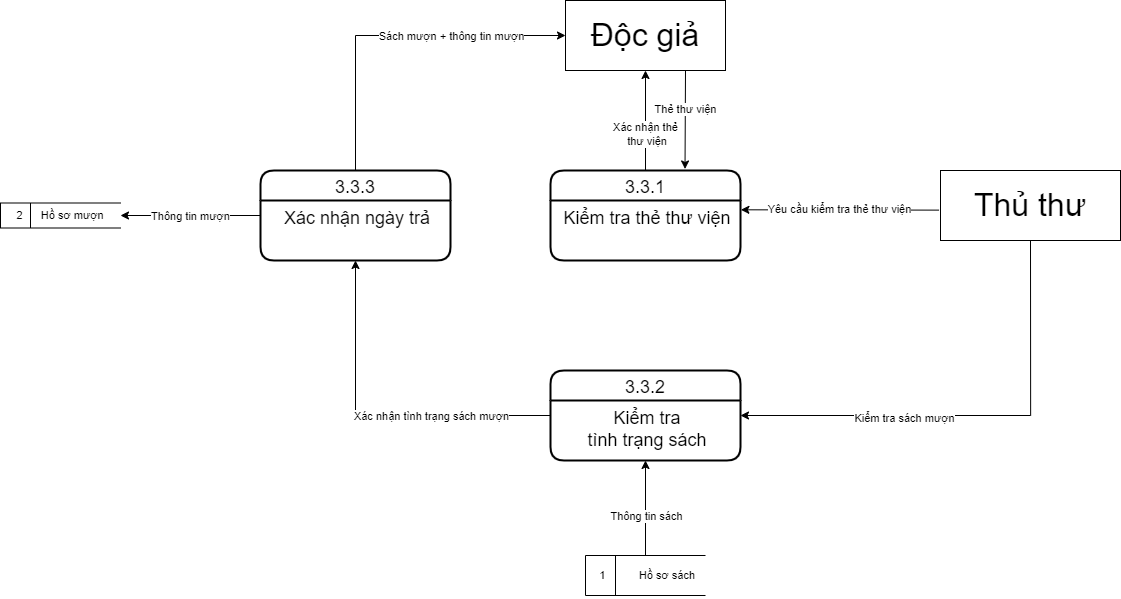 Độc giả
Sách mượn + thông tin mượn
Thẻ thư viện
Xác nhận thẻ
thư viện
3.3.3
Xác nhận ngày trả
3.3.1
Kiểm tra thẻ thư viện
Thủ thư
Yêu cầu kiểm tra thẻ thư viện
2
Hồ sơ mượn
Thông tin mượn
3.3.2
Kiểm tra
tình trạng sách
Xác nhận tình trạng sách mượn
Kiểm tra sách mượn
Thông tin sách
1
Hồ sơ sách